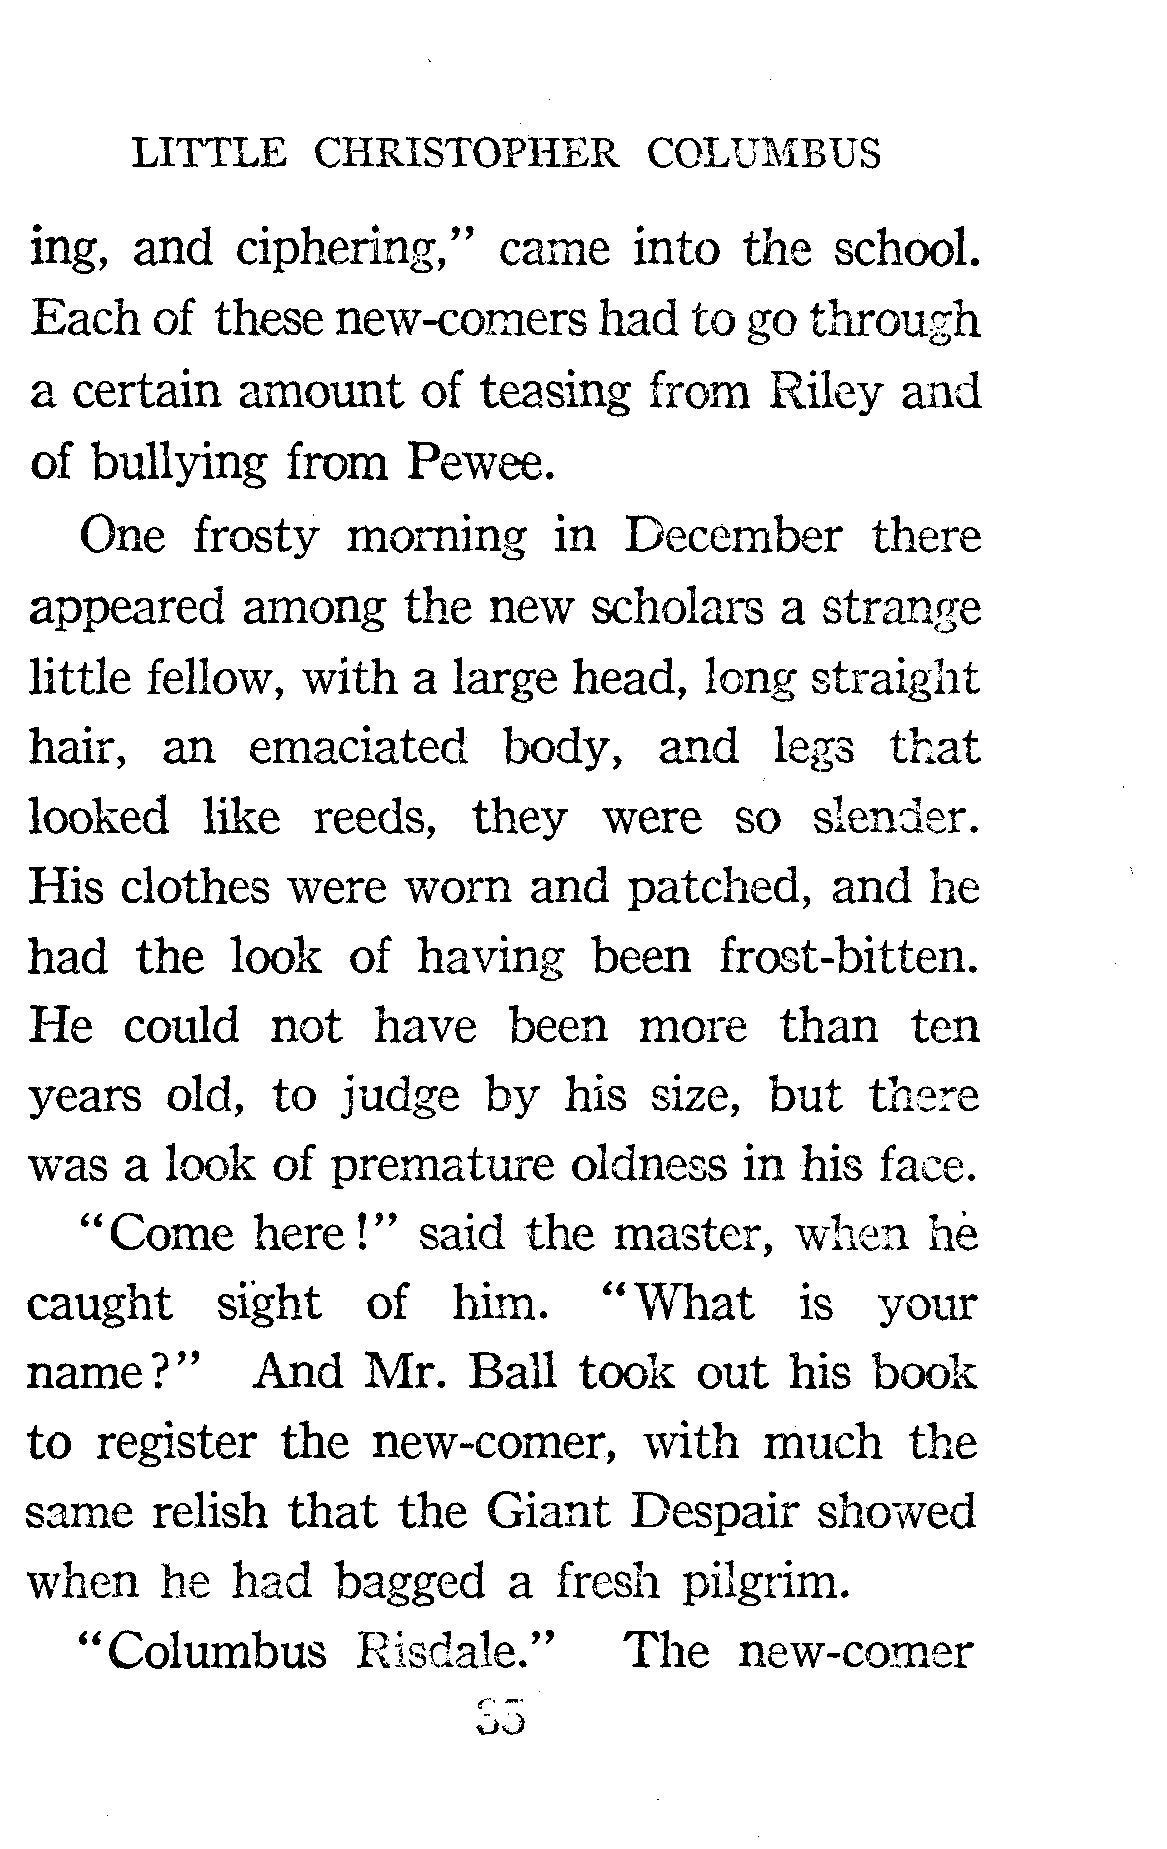 LITTLE CHRISTOPHER COLUMBUS
ing, and ciphering,” came into the school.
Each of these new-comers had to go through
a certain amount of teasing from Riley and
of bullying from Pewee.
One frosty morning in December there
appeared among the new scholars a strange
little fellow, with a large head, long straight
hair, an emaciated body, and legs that
looked like reeds, they were so slender.
His clothes were worn and patched, and he
had the look of having been frost-bitten.
He could not have been more than ten
years old, to judge by his size, but there
was a look of premature oldness in his face.
“Come here!” said the master, when he
caught sight of him. “What is your
name?” And Mr. Ball took out his book
to register the new-comer, with much the
same relish that the Giant Despair showed
when he had bagged a fresh pilgrim.
“Columbus Risdale.” The new-comer
35